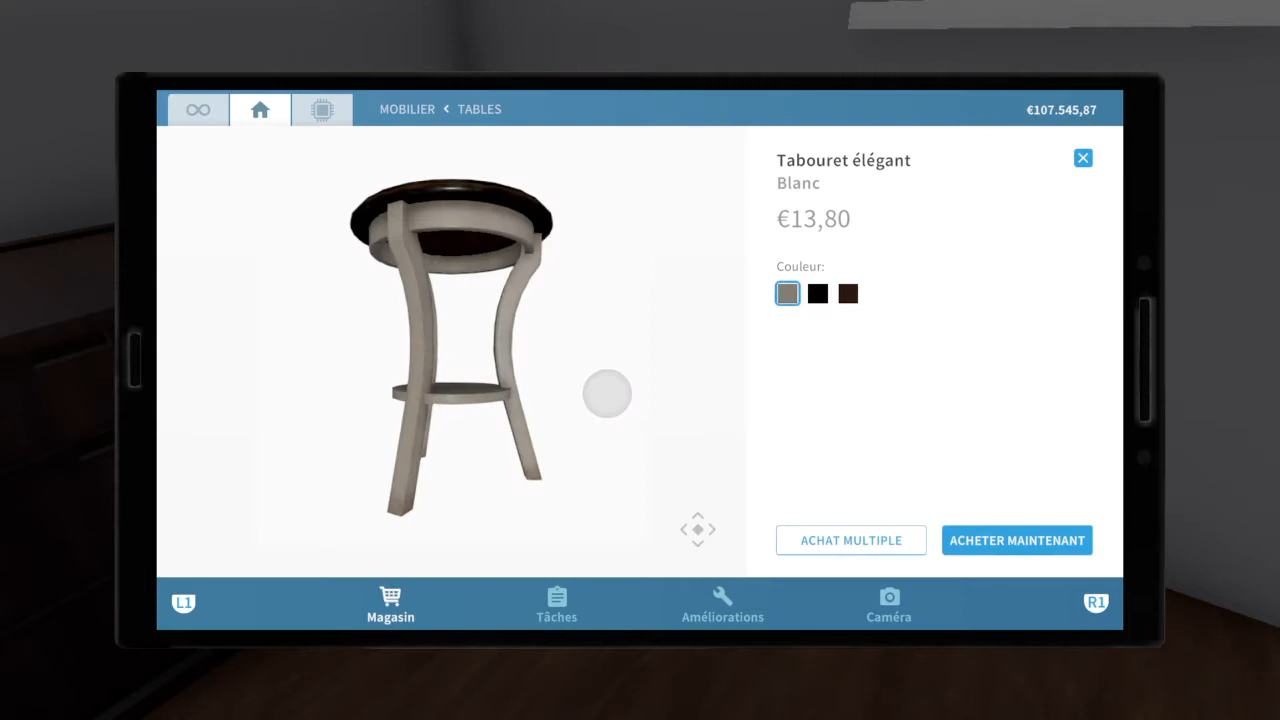 MOBILIER < TABLES
€107.545,87
Tabouret élégant
Blanc
€13,80
Couleur:
ACHAT MULTIPLE
ACHETER MAINTENANT
L1
Magasin
Tâches
Améliorations
Caméra
R1